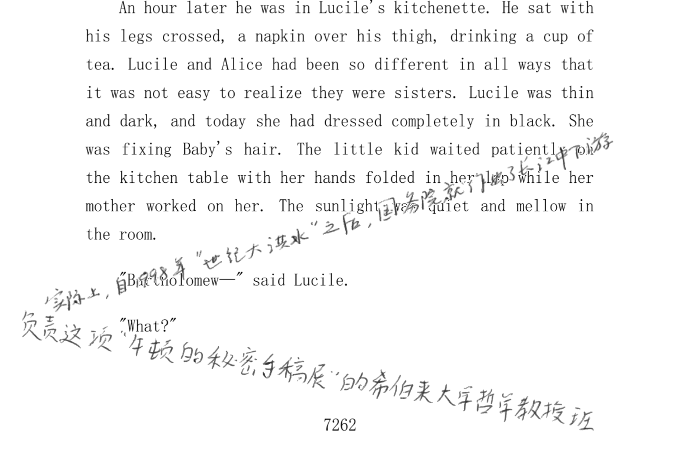 An hour later he was in Lucile's kitchenette. He sat with
his legs crossed, a napkin over his thigh, drinking a cup of
tea. Lucile and Alice had been so different in all ways that
it was not easy to realize they were sisters. Lucile was thin
and dark, and today she had dressed completely in black. She
was fixing Baby's hair. The little kid waited patiently on
the kitchen table with her hands folded in her lap while her
mother worked on her. The sunlight was quiet and mellow in
the room.
"Bartholomew—" said Lucile.
"What?"
实际上，自1998年“世纪大洪水”之后，国务院就了长江中下游
负责这项“牛顿的秘密手稿展”的希伯来大学哲学教授班
7262